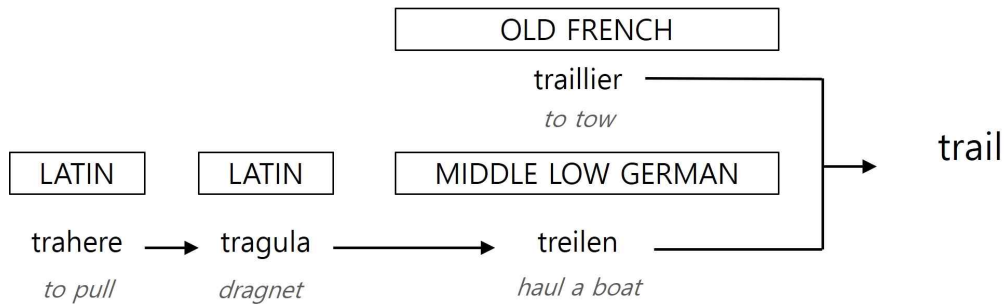 OLD FRENCH
traillier
to tow
trail
LATIN
LATIN
MIDDLE LOW GERMAN
trahere
tragula
treilen
to pull
dragnet
haul a boat